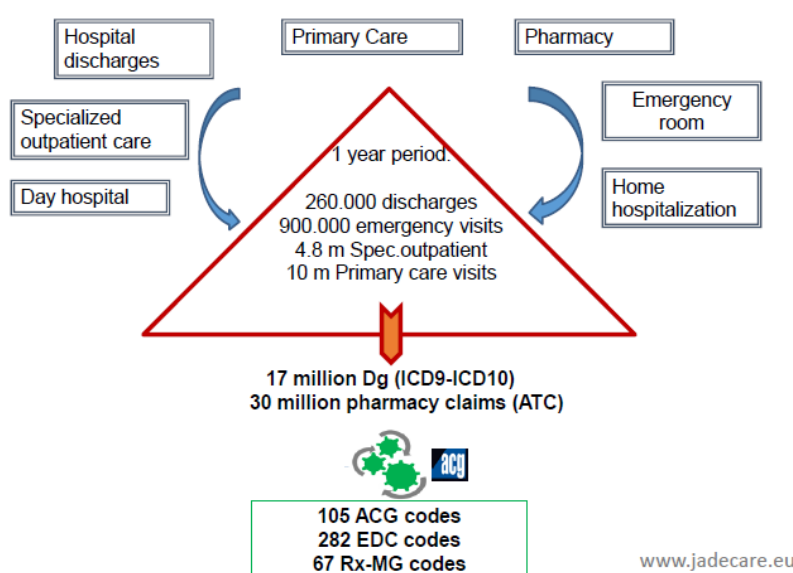 Hospital
discharges
Primary Care
Pharmacy
Specialized
outpatient care
Emergency
room
Day hospital
Home
hospitalization
1 year period.
260.000 discharges
900.000 emergency visits
4.8 m Spec.outpatient
10 m Primary care visits
17 million Dg (ICD9-ICD10)
30 million pharmacy claims (ATC)
acg
105 ACG codes
282 EDC codes
67 Rx-MG codes
www.jadecare.eu